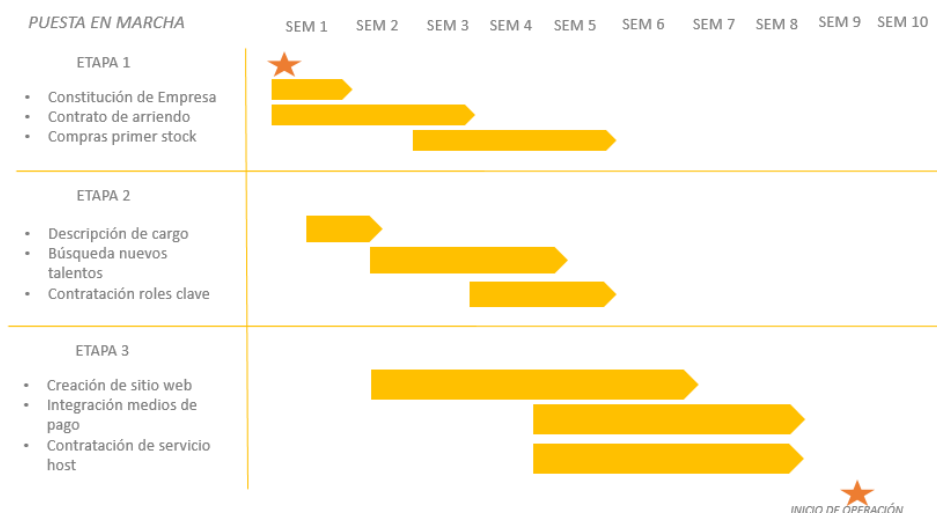 PUESTA EN MARCHA
SEM 1 SEM 2 SEM 3 SEM 4 SEM 5 SEM 6 SEM 7 SEM 8 SEM 9 SEM 10
ETAPA 1
• Constitución de Empresa
• Contrato de arriendo
• Compras primer stock
ETAPA 2
• Descripción de cargo
• Búsqueda nuevos
talentos
• Contratación roles clave
ETAPA 3
• Creación de sitio web
• Integración medios de
pago
• Contratación de servicio
host
INICIO DE OPERACIÓN